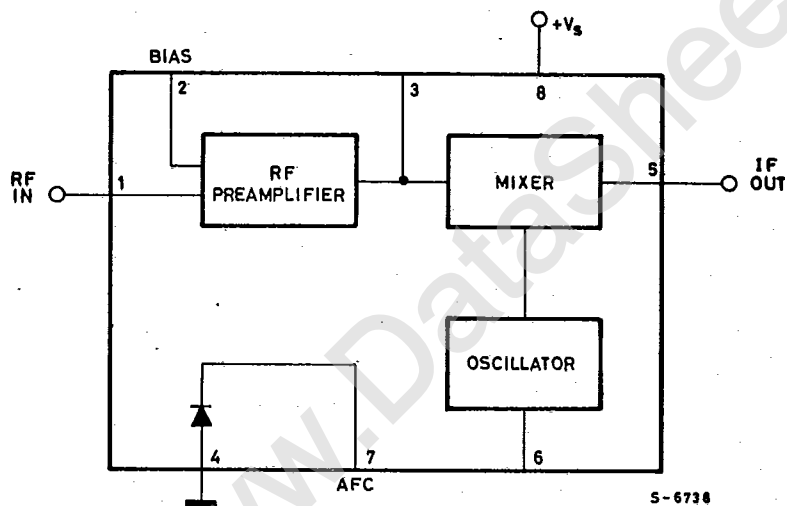 +Vs
BIAS
2
3
8
RF
IN
1
RF
PREAMPLIFIER
MIXER
5
IF
OUT
OSCILLATOR
4
7
6
AFC
S-6738
www.DataShee